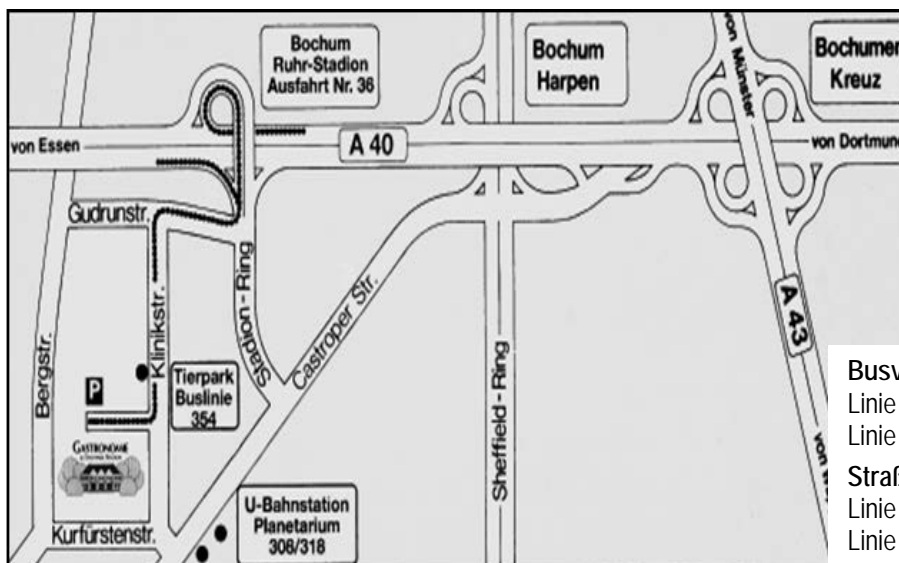 Bochum
Ruhr-Stadion
Ausfahrt Nr. 36
Bochum
Harpen
Bochumer
Kreuz
von Münster
von Essen
A 40
von Dortmund
Gudrunstr.
Stadion-Ring
Castroper Str.
Klinikstr.
Bergstr.
A 43
P
Tierpark
Buslinie
354
Sheffield-Ring
GASTRONOMIE
U-Bahnstation
Planetarium
306/318
Kurfürstenstr.
von
Linie
Linie
Linie
Linie